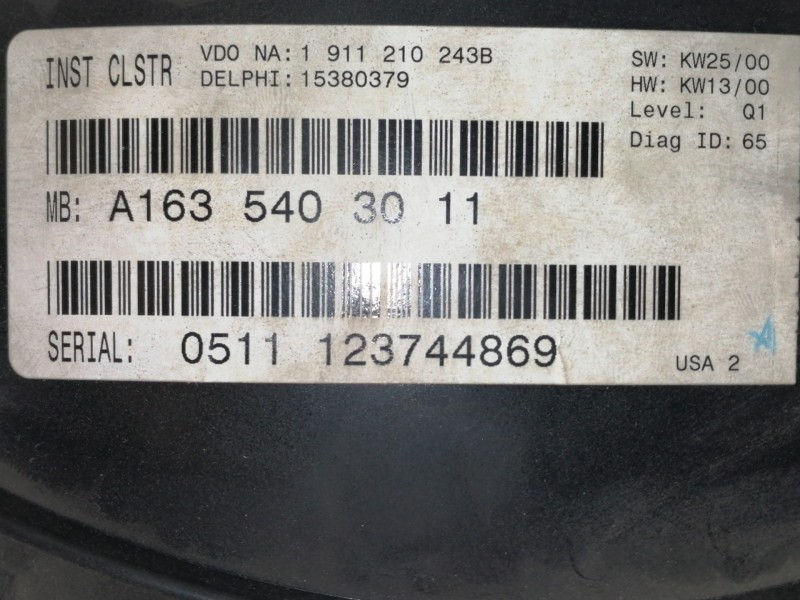 INST CLSTR
VDO NA: 1 911 210 243B
DELPHI: 15380379
SW: KW25/00
HW: KW13/00
Level: Q1
Diag ID: 65
MB: A163 540 30 11
SERIAL: 0511 123744869
USA 2